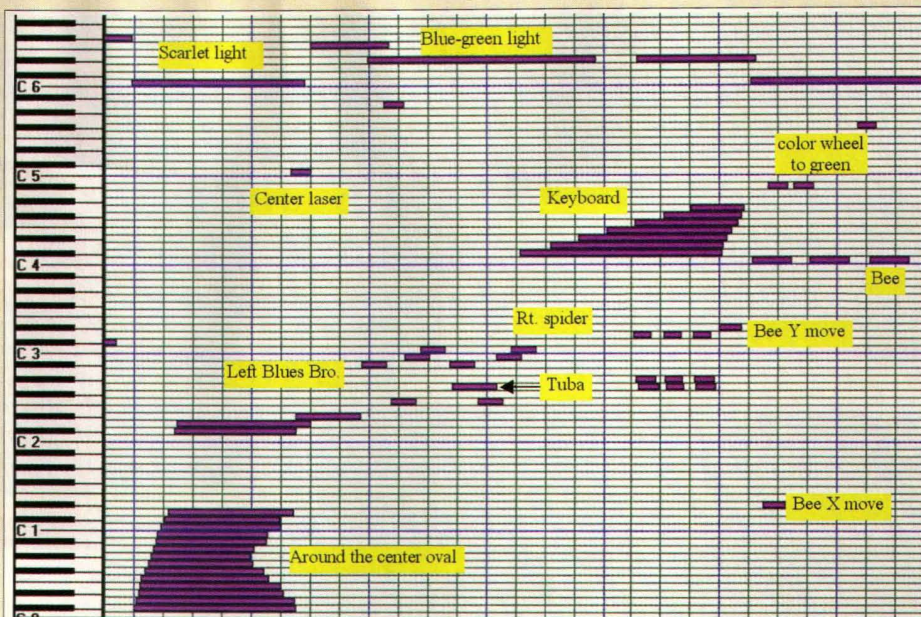 Blue-green light
Scarlet light
C 6
color wheel
to green
C 5
Center laser
Keyboard
C 4
Bee
Rt. spider
Bee Y move
C 3
Left Blues Bro.
Tuba
C 2
Bee X move
C 1
Around the center oval